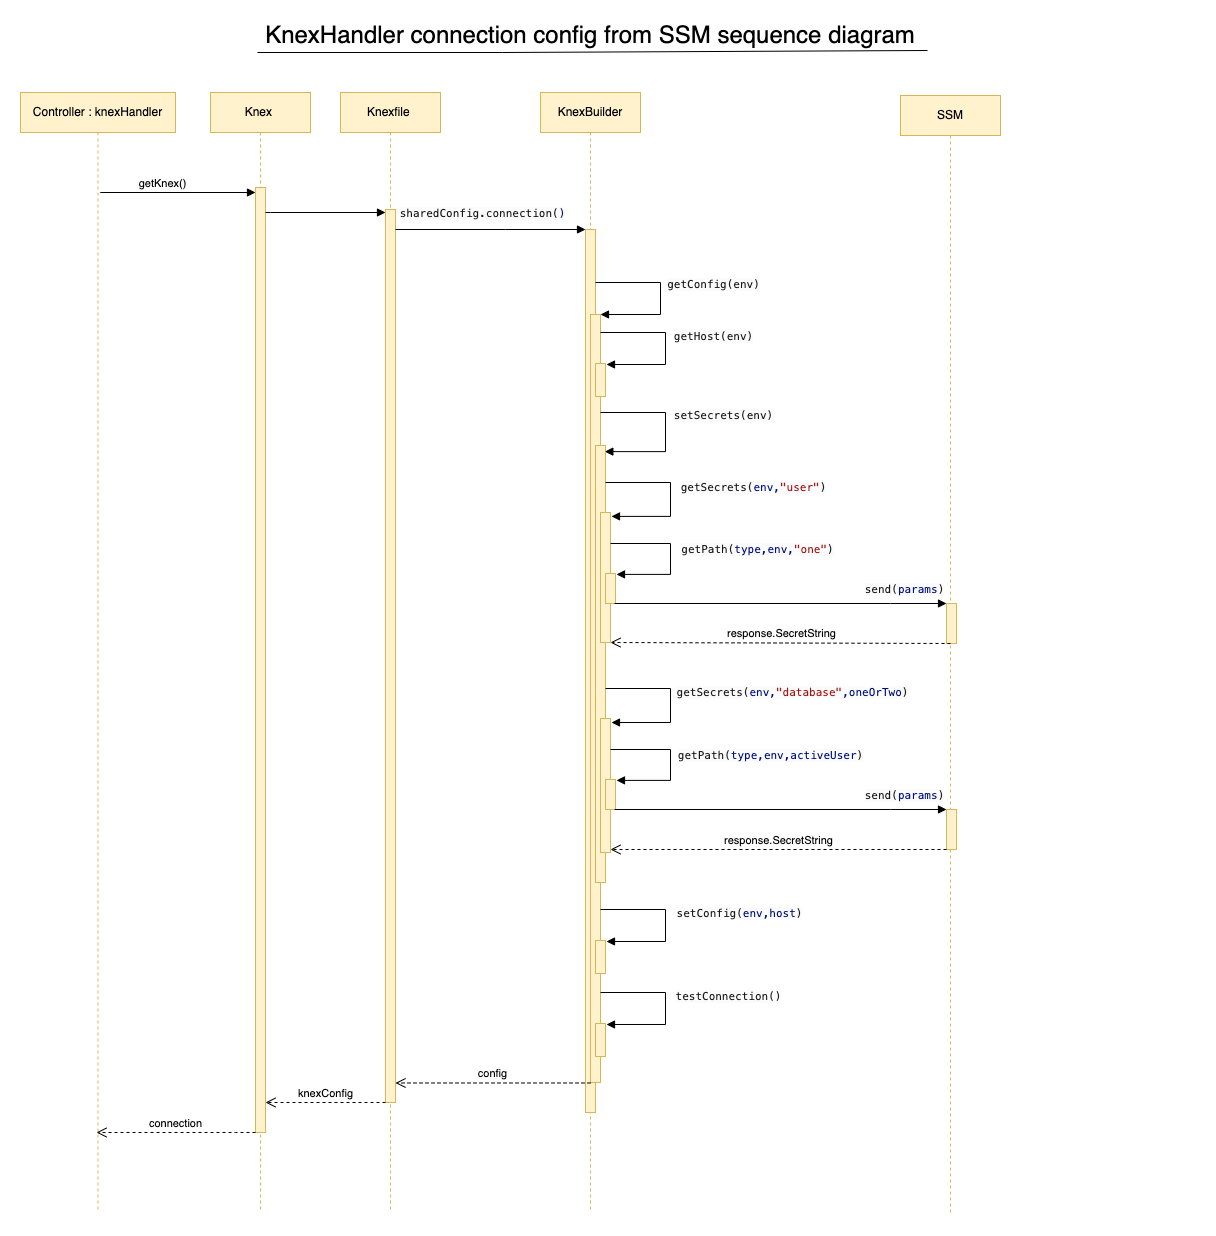 KnexHandler connection config from SSM sequence diagram
Controller : knexHandler
Knex
Knexfile
KnexBuilder
SSM
getKnex()
sharedConfig.connection()
getConfig(env)
getHost(env)
setSecrets(env)
getSecrets(env,"user")
getPath(type,env,"one")
send(params)
response.SecretString
getSecrets(env,"database",oneOrTwo)
getPath(type,env,activeUser)
send(params)
response.SecretString
setConfig(env,host)
testConnection()
config
knexConfig
connection